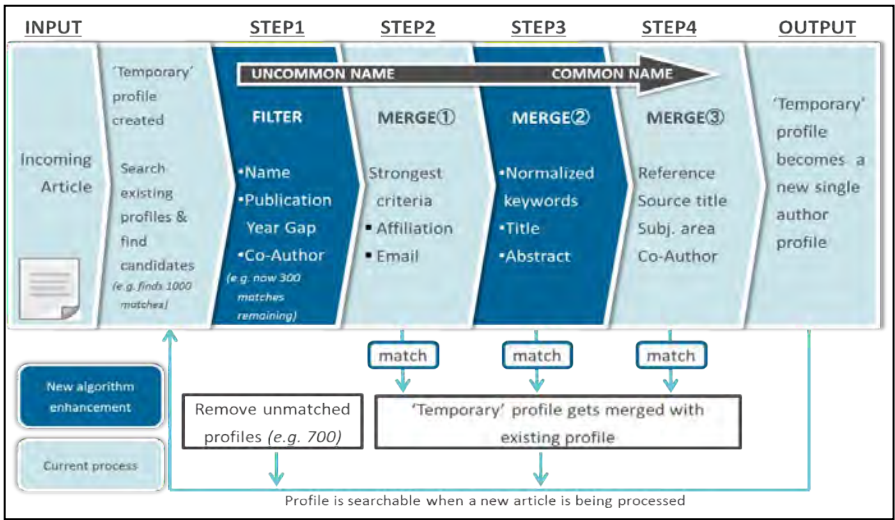 INPUT
STEP1
STEP2
STEP3
STEP4
OUTPUT
Incoming
Article
'Temporary'
profile
created
Search
existing
profiles &
find
candidates
(e.g. finds 1000
matches)
UNCOMMON NAME
COMMON NAME
FILTER
•Name
•Publication
Year Gap
•Co-Author
(e.g. now 300
matches
remaining)
MERGE①
Strongest
criteria
▪ Affiliation
▪ Email
MERGE②
•Normalized
keywords
•Title
•Abstract
MERGE③
Reference
Source title
Subj. area
Co-Author
'Temporary'
profile
becomes a
new single
author
profile
match
match
match
New algorithm
enhancement
Current process
Remove unmatched
profiles (e.g. 700)
'Temporary' profile gets merged with
existing profile
Profile is searchable when a new article is being processed